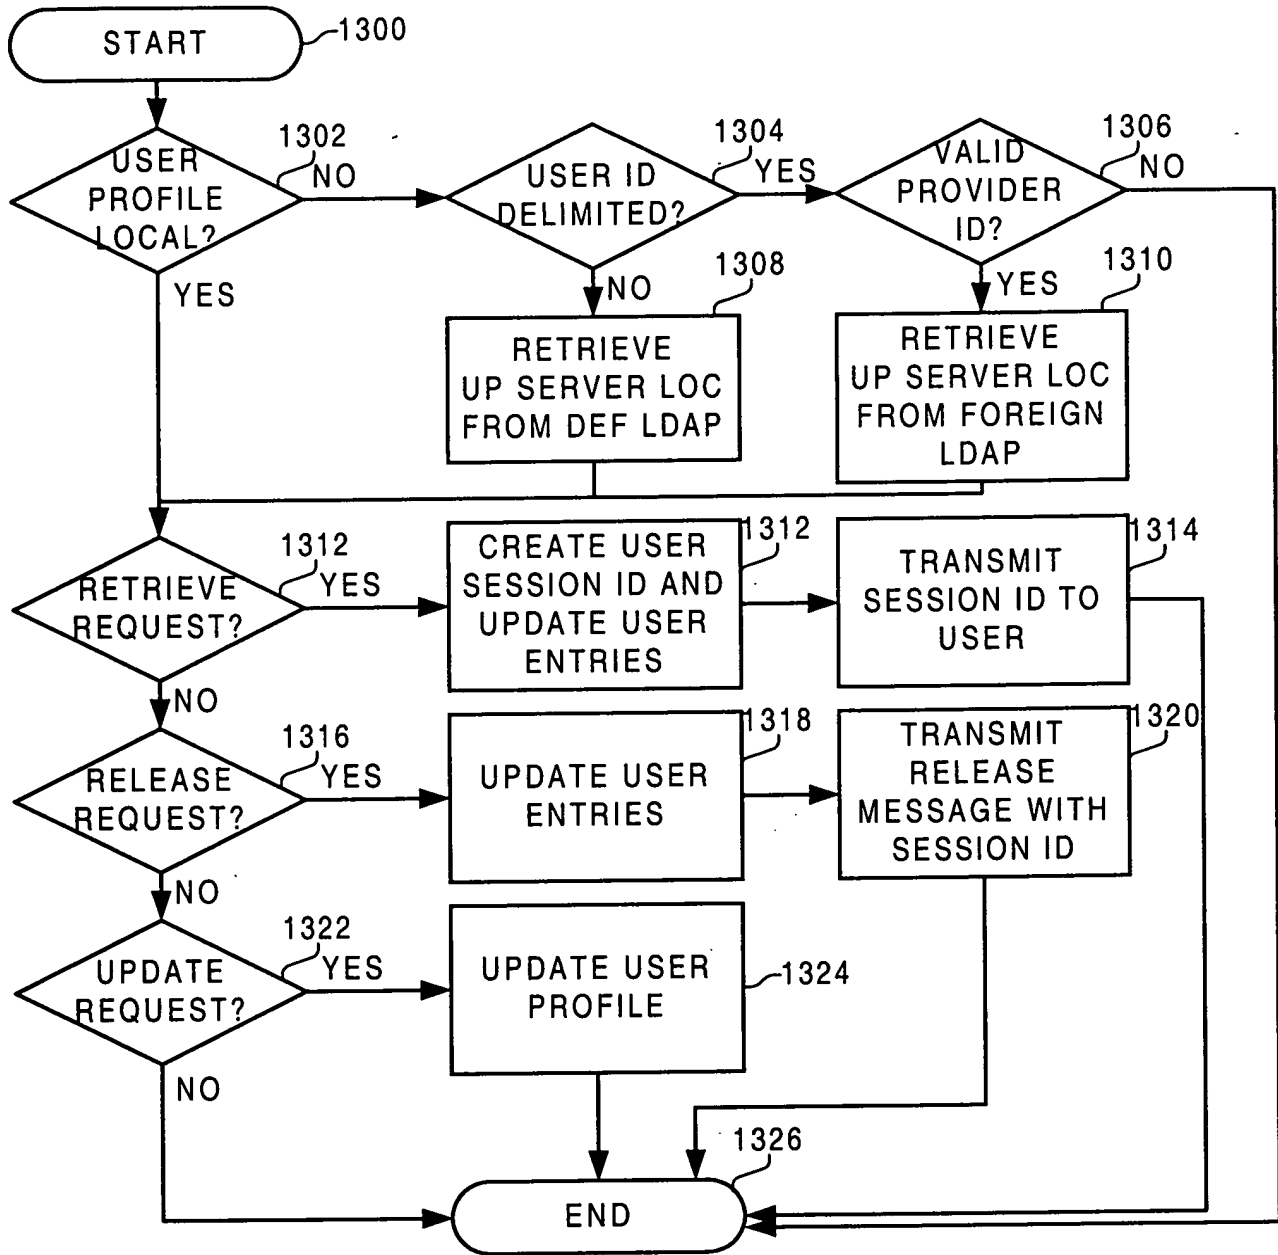 START
1300
USER
PROFILE
LOCAL?
1302
NO
YES
USER ID
DELIMITED?
1304
YES
NO
VALID
PROVIDER
ID?
1306
NO
YES
1308
RETRIEVE
UP SERVER LOC
FROM DEF LDAP
1310
RETRIEVE
UP SERVER LOC
FROM FOREIGN
LDAP
RETRIEVE
REQUEST?
1312
YES
NO
CREATE USER
SESSION ID AND
UPDATE USER
ENTRIES
1312
TRANSMIT
SESSION ID TO
USER
1314
RELEASE
REQUEST?
1316
YES
NO
UPDATE USER
ENTRIES
1318
TRANSMIT
RELEASE
MESSAGE WITH
SESSION ID
1320
UPDATE
REQUEST?
1322
YES
NO
UPDATE USER
PROFILE
1324
END
1326